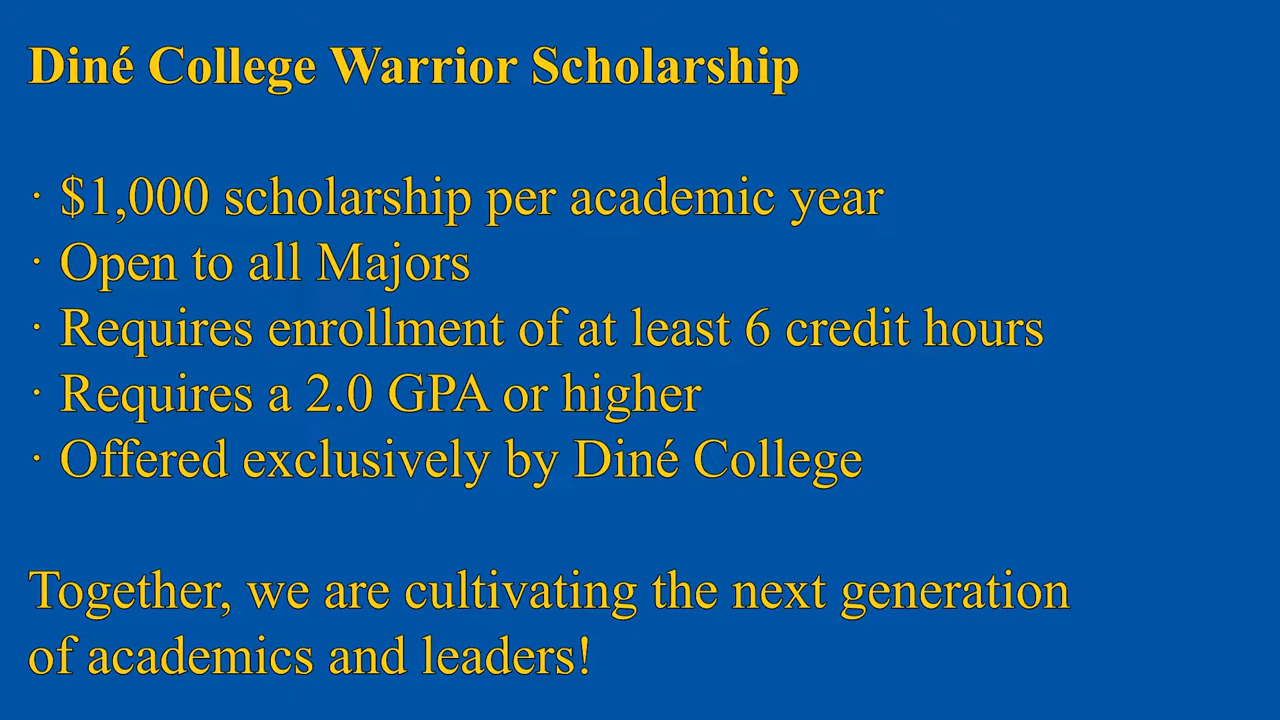 Diné College Warrior Scholarship
· $1,000 scholarship per academic year
· Open to all Majors
· Requires enrollment of at least 6 credit hours
· Requires a 2.0 GPA or higher
· Offered exclusively by Diné College
Together, we are cultivating the next generation
of academics and leaders!